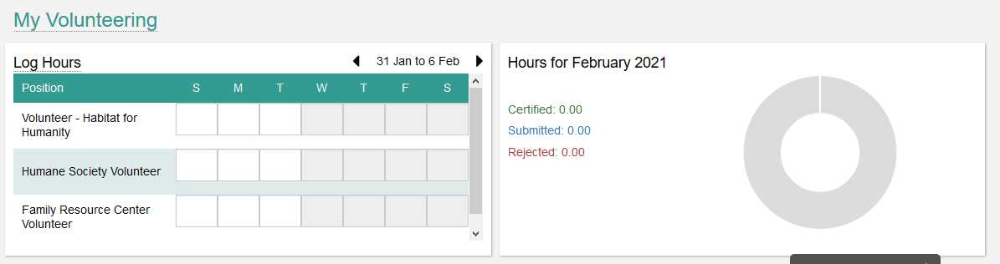 My Volunteering
Log Hours
31 Jan to 6 Feb
Position S M T W T F S
Volunteer - Habitat for
Humanity
Humane Society Volunteer
Family Resource Center
Volunteer
Hours for February 2021
Certified: 0.00
Submitted: 0.00
Rejected: 0.00